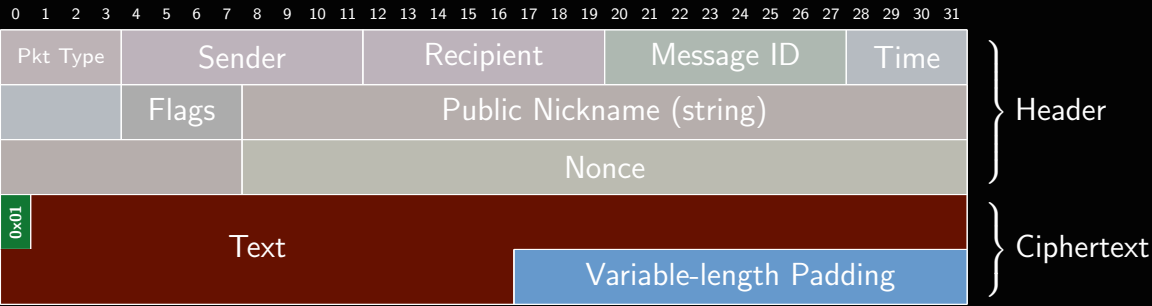 0 1 2 3 4 5 6 7 8 9 10 11 12 13 14 15 16 17 18 19 20 21 22 23 24 25 26 27 28 29 30 31
Pkt Type Sender Recipient Message ID Time
Flags Public Nickname (string) Header
Nonce
0x01
Text Ciphertext
Variable-length Padding